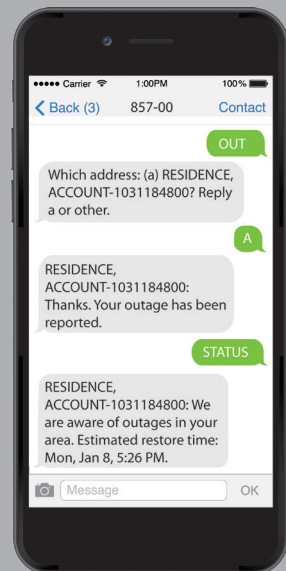 Carrier 1:00PM 100%
Back (3) 857-00 Contact
OUT
Which address: (a) RESIDENCE,
ACCOUNT-1031184800? Reply
a or other.
A
RESIDENCE,
ACCOUNT-1031184800:
Thanks. Your outage has been
reported.
STATUS
RESIDENCE,
ACCOUNT-1031184800: We
are aware of outages in your
area. Estimated restore time:
Mon, Jan 8, 5:26 PM.
Message OK